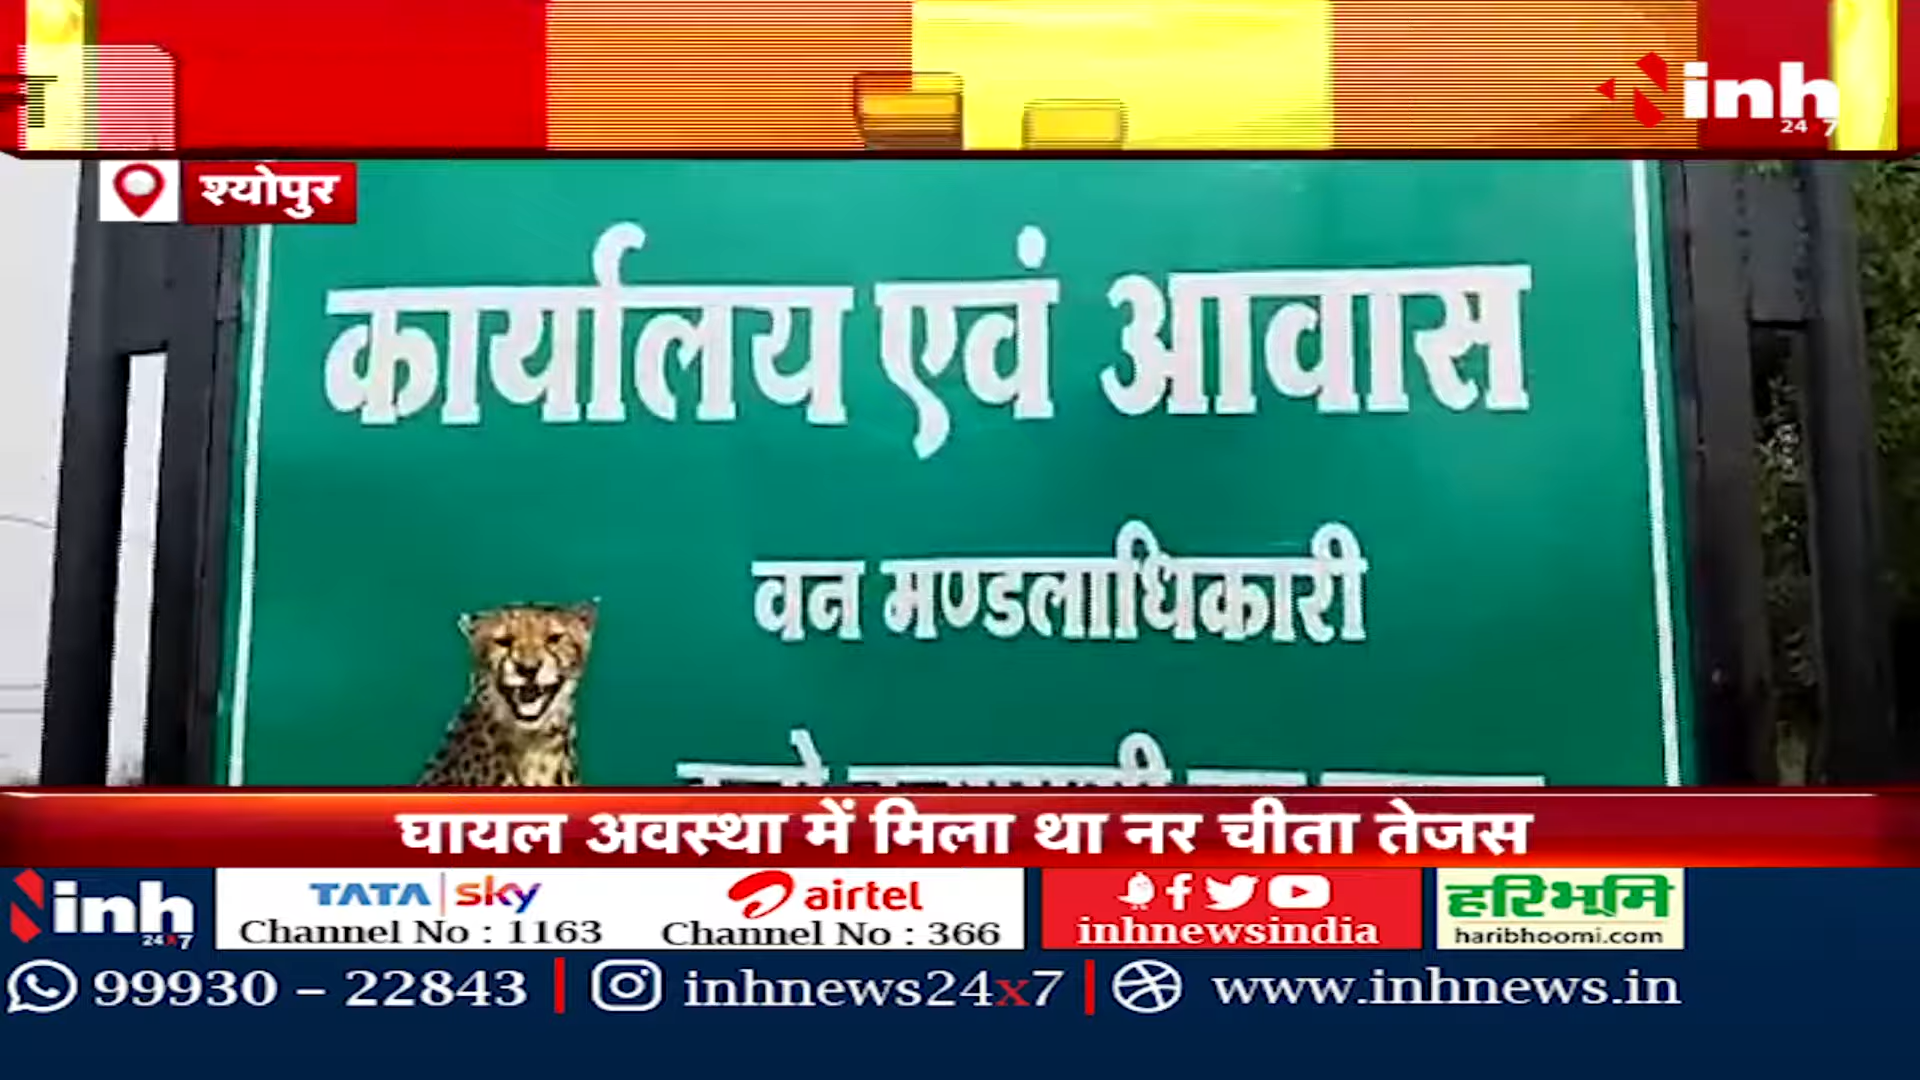 inh
24x7
श्योपुर
कार्यालय एवं आवास
वन मण्डलाधिकारी
घायल अवस्था में मिला था नर चीता तेजस
inh
24x7
TATA sky
Channel No : 1163
airtel
Channel No : 366
inhnewsindia
हरिभूमि
haribhoomi.com
99930 – 22843
inhnews24x7
www.inhnews.in